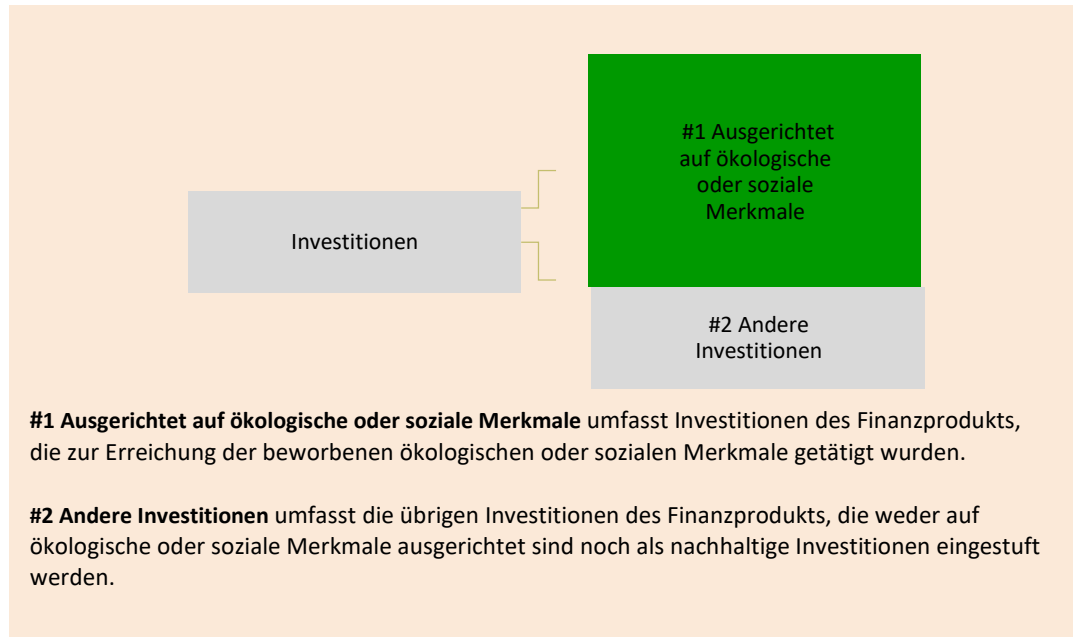 #1 Ausgerichtet
auf ökologische
oder soziale
Merkmale
Investitionen
#2 Andere
Investitionen
#1 Ausgerichtet auf ökologische oder soziale Merkmale umfasst Investitionen des Finanzprodukts,
die zur Erreichung der beworbenen ökologischen oder sozialen Merkmale getätigt wurden.
#2 Andere Investitionen umfasst die übrigen Investitionen des Finanzprodukts, die weder auf
ökologische oder soziale Merkmale ausgerichtet sind noch als nachhaltige Investitionen eingestuft
werden.